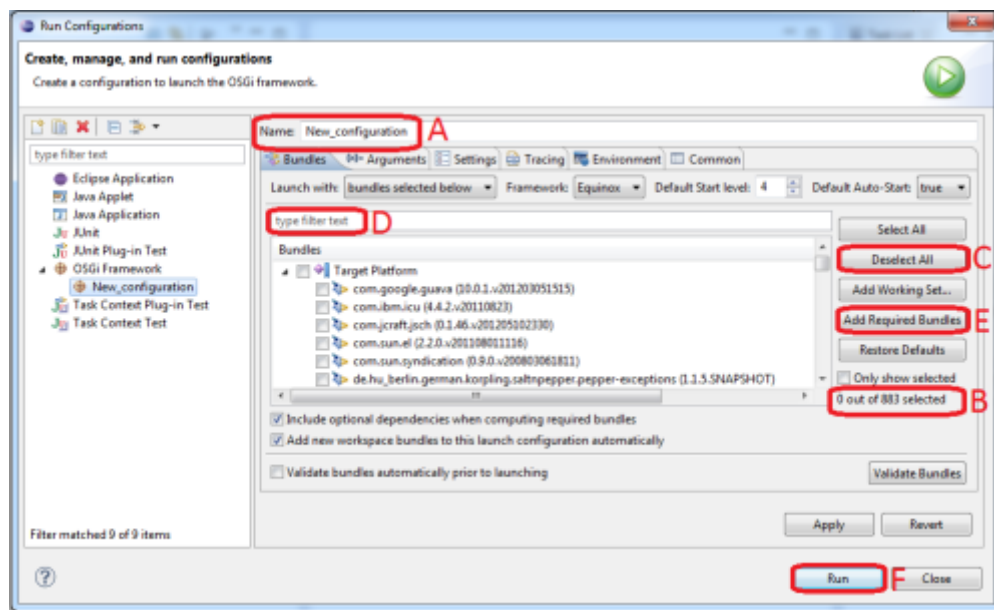 Run Configurations
Create, manage, and run configurations
Create a configuration to launch the OSGi framework.
type filter text
Eclipse Application
Java Applet
Java Application
JUnit
JUnit Plug-in Test
OSGi Framework
New_configuration
Task Context Plug-in Test
Task Context Test
Filter matched 9 of 9 items
Name: New_configuration A
Bundles Arguments Settings Tracing Environment Common
Launch with: bundles selected below Framework: Equinox Default Start level: 4 Default Auto-Start: true
type filter text D
Bundles
Target Platform
com.google.guava (10.0.1.v201203051515)
com.ibm.icu (4.4.2.v20110823)
com.jcraft.jsch (0.1.46.v201205102330)
com.sun.el (2.2.0.v201108011116)
com.sun.syndication (0.9.0.v200803061811)
de.hu_berlin.german.korpling.saltnpepper.pepper-exceptions (1.1.5.SNAPSHOT)
Select All
Deselect All C
Add Working Set...
Add Required Bundles E
Restore Defaults
Only show selected
0 out of 883 selected B
Include optional dependencies when computing required bundles
Add new workspace bundles to this launch configuration automatically
Validate bundles automatically prior to launching Validate Bundles
Apply Revert
Run F Close